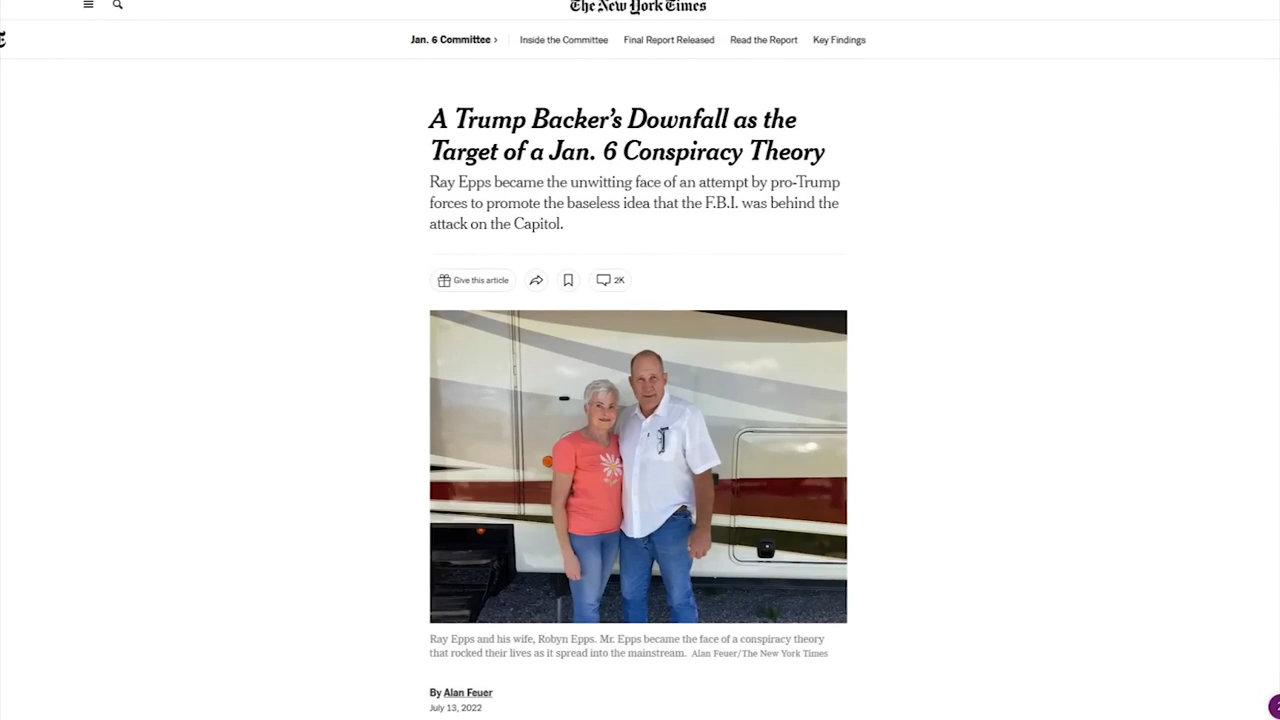 The New York Times
Jan. 6 Committee › Inside the Committee Final Report Released Read the Report Key Findings
A Trump Backer's Downfall as the
Target of a Jan. 6 Conspiracy Theory
Ray Epps became the unwitting face of an attempt by pro-Trump
forces to promote the baseless idea that the F.B.I. was behind the
attack on the Capitol.
Give this article 2K
Ray Epps and his wife, Robyn Epps. Mr. Epps became the face of a conspiracy theory
that rocked their lives as it spread into the mainstream. Alan Feuer/The New York Times
By Alan Feuer
July 13, 2022